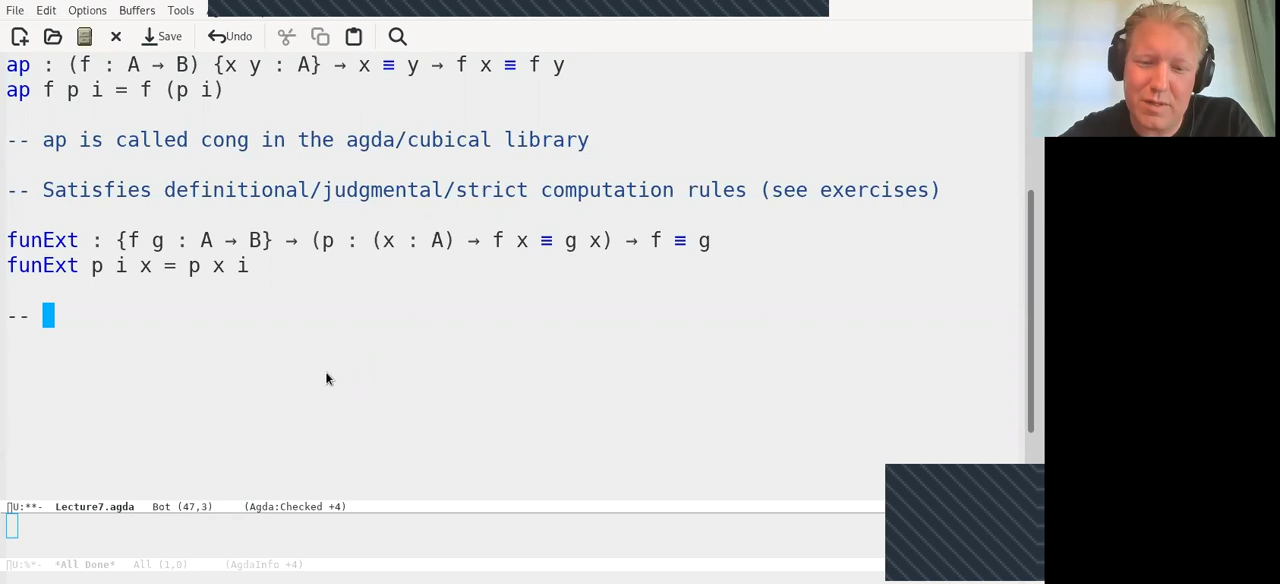 File Edit Options Buffers Tools
Save Undo
ap : (f : A → B) {x y : A} → x ≡ y → f x ≡ f y
ap f p i = f (p i)
-- ap is called cong in the agda/cubical library
-- Satisfies definitional/judgmental/strict computation rules (see exercises)
funExt : {f g : A → B} → (p : (x : A) → f x ≡ g x) → f ≡ g
funExt p i x = p x i
--
U:**- Lecture7.agda Bot (47,3) (Agda:Checked +4)
U:%*- *All Done* All (1,0) (AgdaInfo +4)